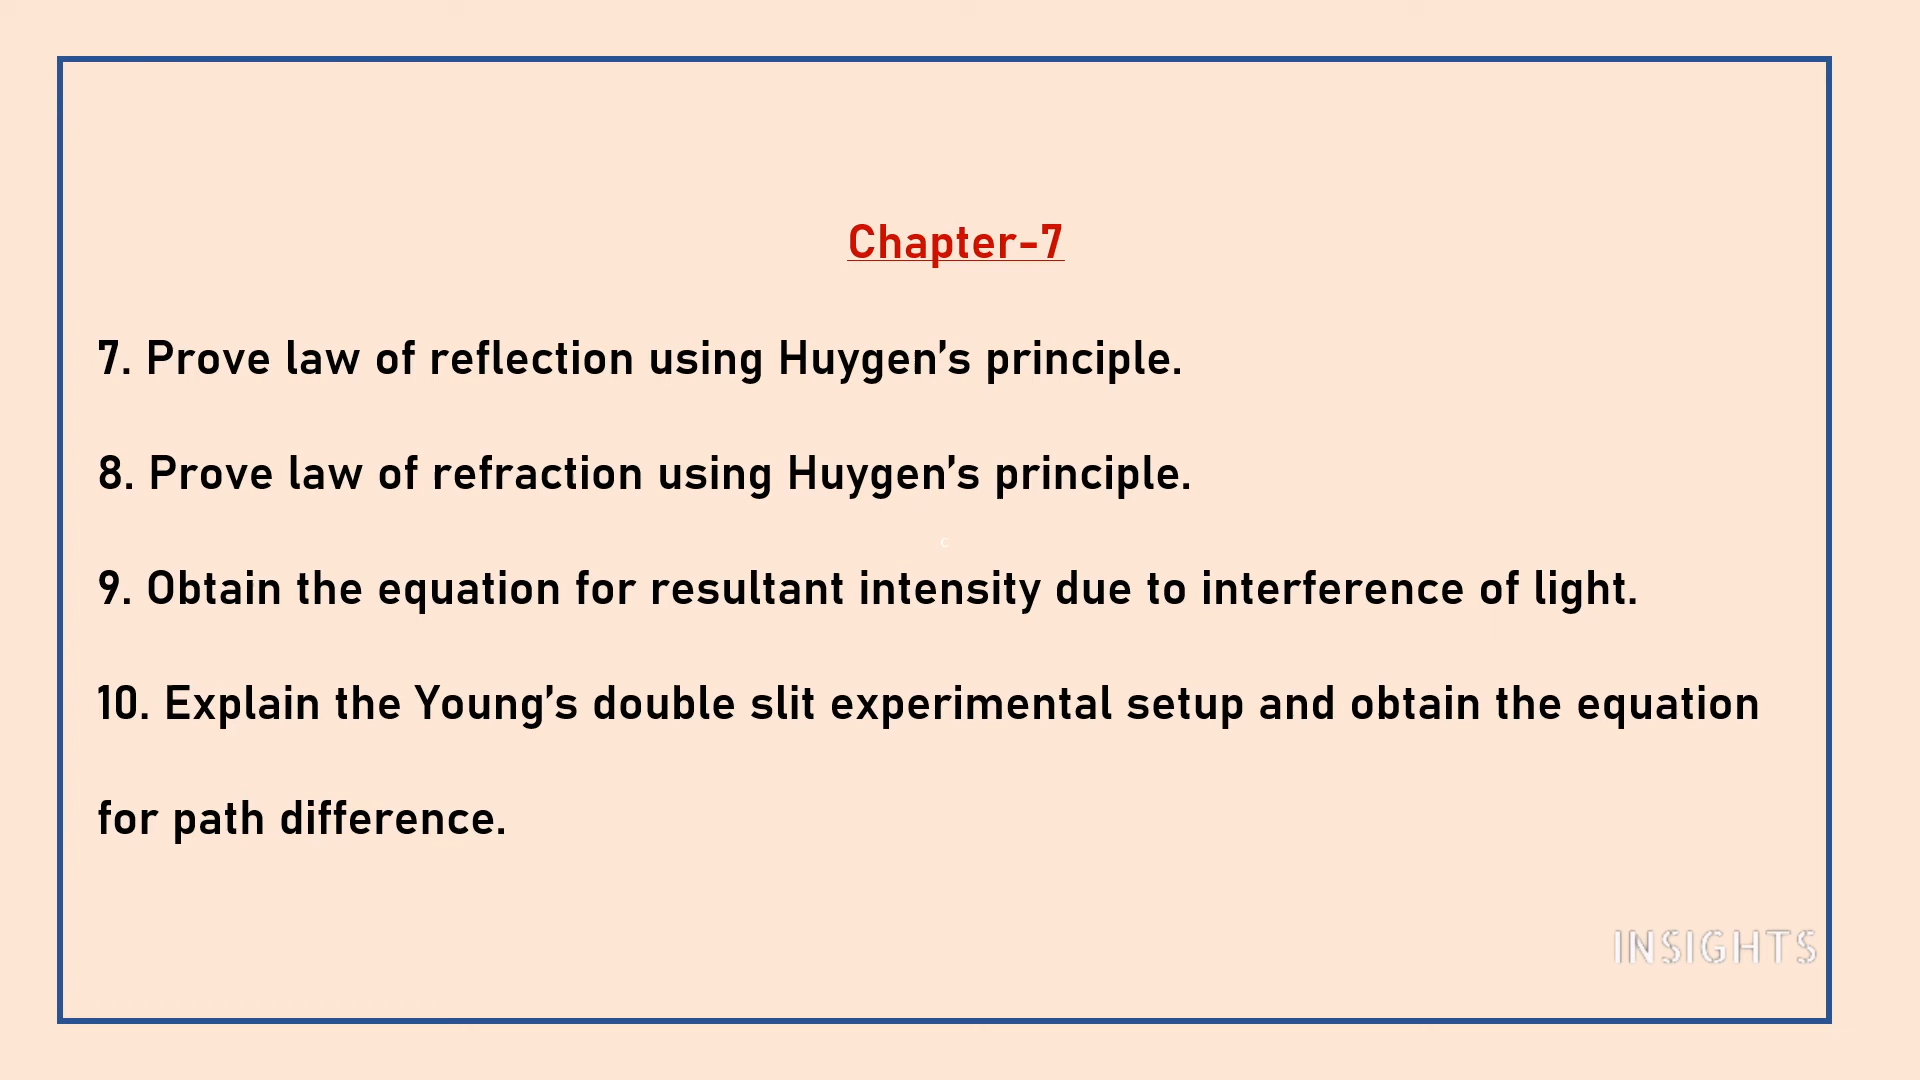 Chapter-7
7. Prove law of reflection using Huygen’s principle.
8. Prove law of refraction using Huygen’s principle.
c
9. Obtain the equation for resultant intensity due to interference of light.
10. Explain the Young’s double slit experimental setup and obtain the equation
for path difference.
INSIGHTS